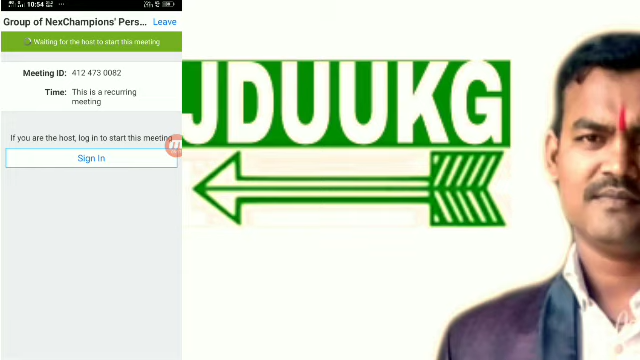 10:54
Group of NexChampions' Pers... Leave
Waiting for the host to start this meeting
Meeting ID: 412 473 0082
Time: This is a recurring
meeting
If you are the host, log in to start this meeting
Sign In
JDUUKG